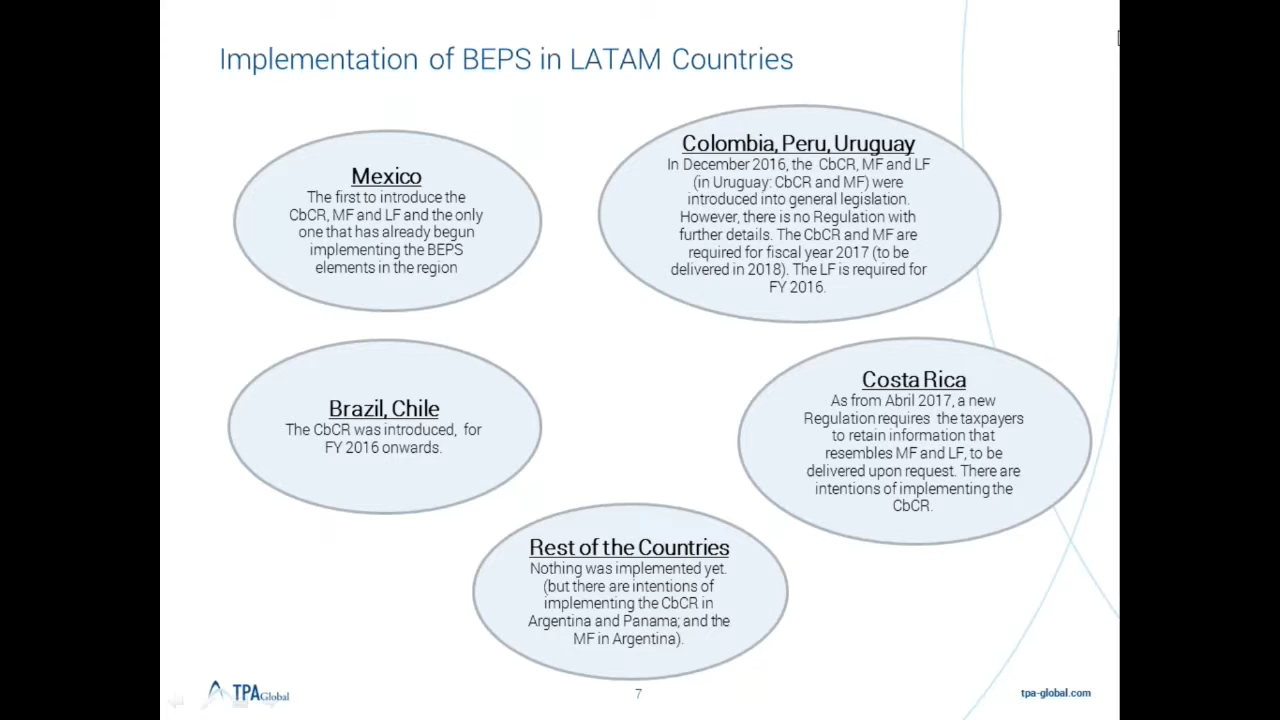 Implementation of BEPS in LATAM Countries
Mexico
The first to introduce the
CbCR, MF and LF and the only
one that has already begun
implementing the BEPS
elements in the region
Colombia, Peru, Uruguay
In December 2016, the CbCR, MF and LF
(in Uruguay: CbCR and MF) were
introduced into general legislation.
However, there is no Regulation with
further details. The CbCR and MF are
required for fiscal year 2017 (to be
delivered in 2018). The LF is required for
FY 2016.
Brazil, Chile
The CbCR was introduced, for
FY 2016 onwards.
Costa Rica
As from Abril 2017, a new
Regulation requires the taxpayers
to retain information that
resembles MF and LF, to be
delivered upon request. There are
intentions of implementing the
CbCR.
Rest of the Countries
Nothing was implemented yet.
(but there are intentions of
implementing the CbCR in
Argentina and Panama; and the
MF in Argentina).
TPA Global
7
tpa-global.com